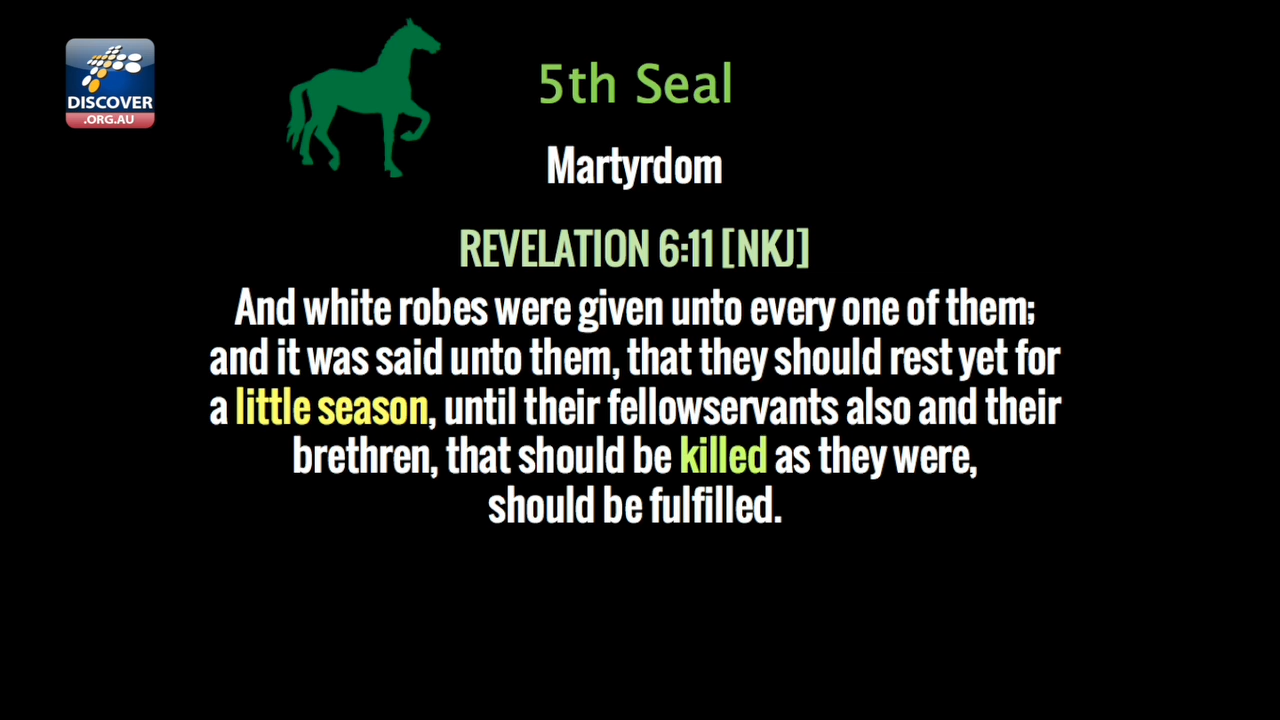 DISCOVER
.ORG.AU
5th Seal
Martyrdom
REVELATION 6:11 [NKJ]
And white robes were given unto every one of them;
and it was said unto them, that they should rest yet for
a little season, until their fellowservants also and their
brethren, that should be killed as they were,
should be fulfilled.